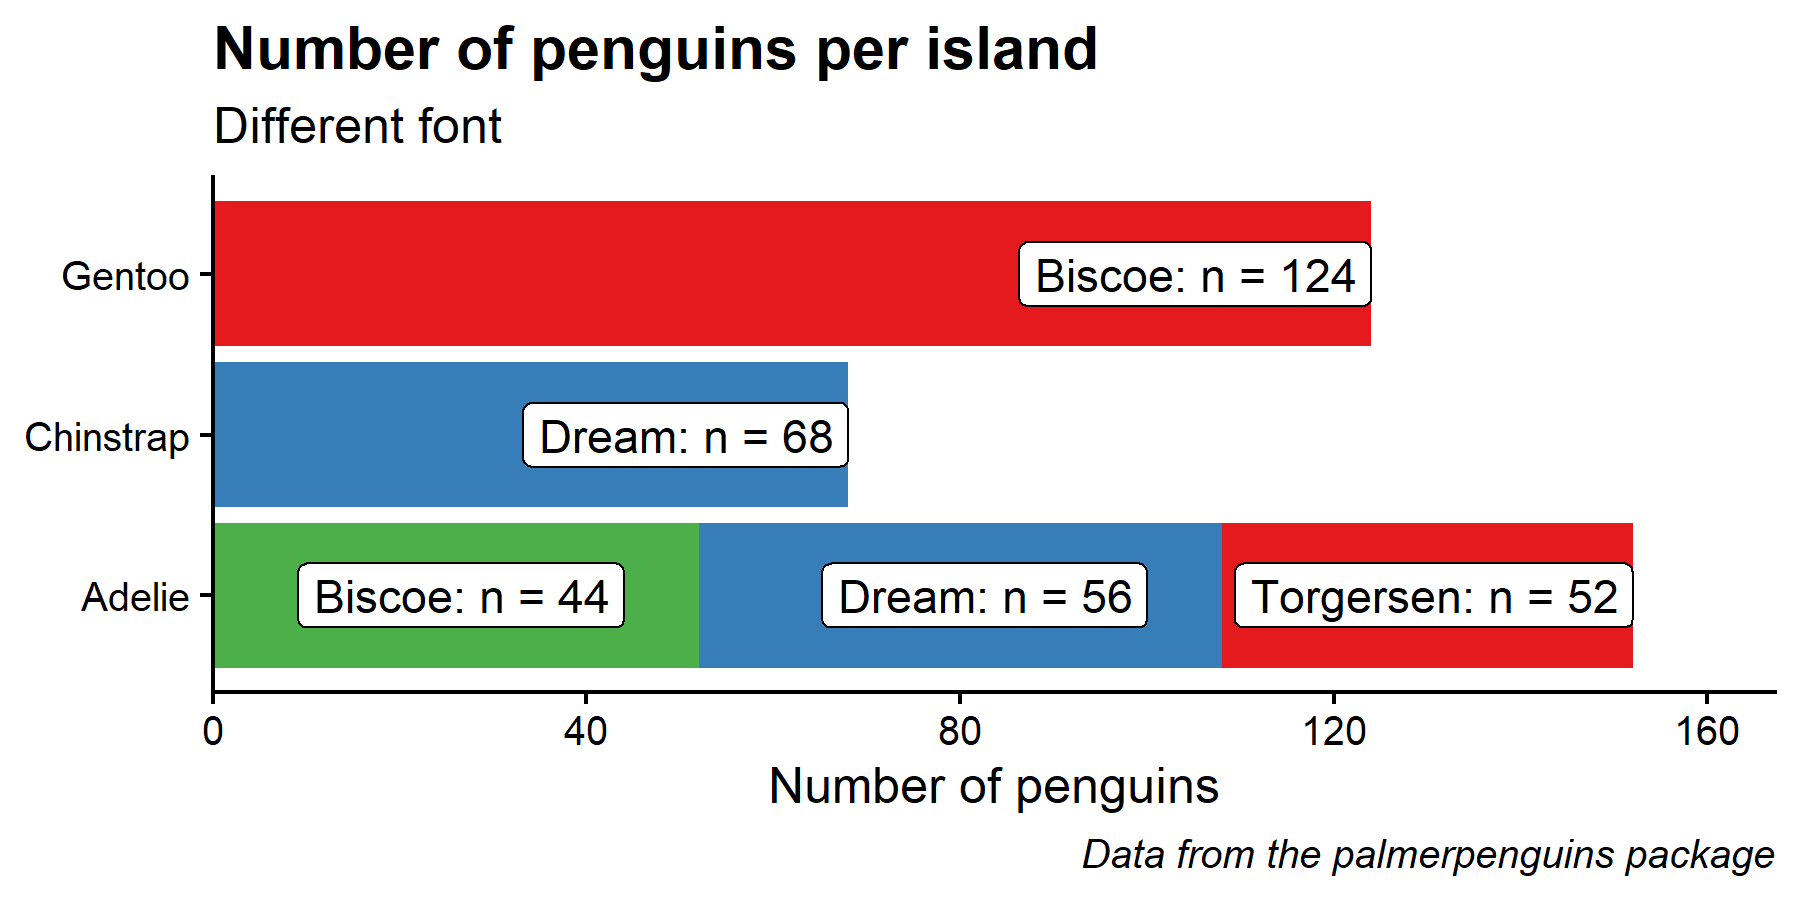 Number of penguins per island
Different font
Gentoo
Biscoe: n = 124
Chinstrap
Dream: n = 68
Adelie
Biscoe: n = 44
Dream: n = 56
Torgersen: n = 52
0 40 80 120 160
Number of penguins
Data from the palmerpenguins package